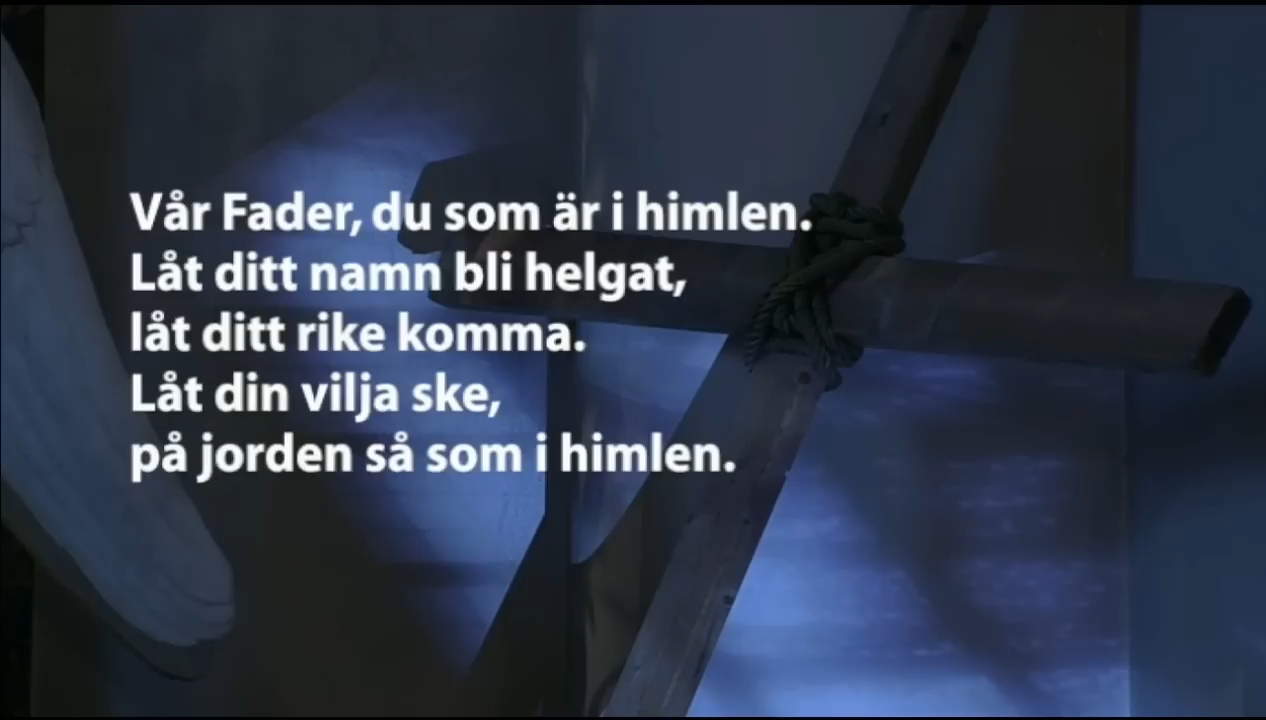 Vår Fader, du som är i himlen.
Låt ditt namn bli helgat,
låt ditt rike komma.
Låt din vilja ske,
på jorden så som i himlen.